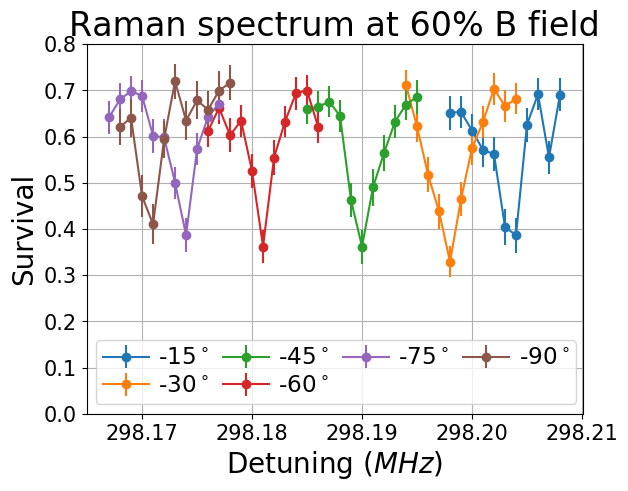 Raman spectrum at 60% B field
Survival
0.8
0.7
0.6
0.5
0.4
0.3
0.2
0.1
0.0
-15° -45° -75° -90°
-30° -60°
298.17 298.18 298.19 298.20 298.21
Detuning (MHz)